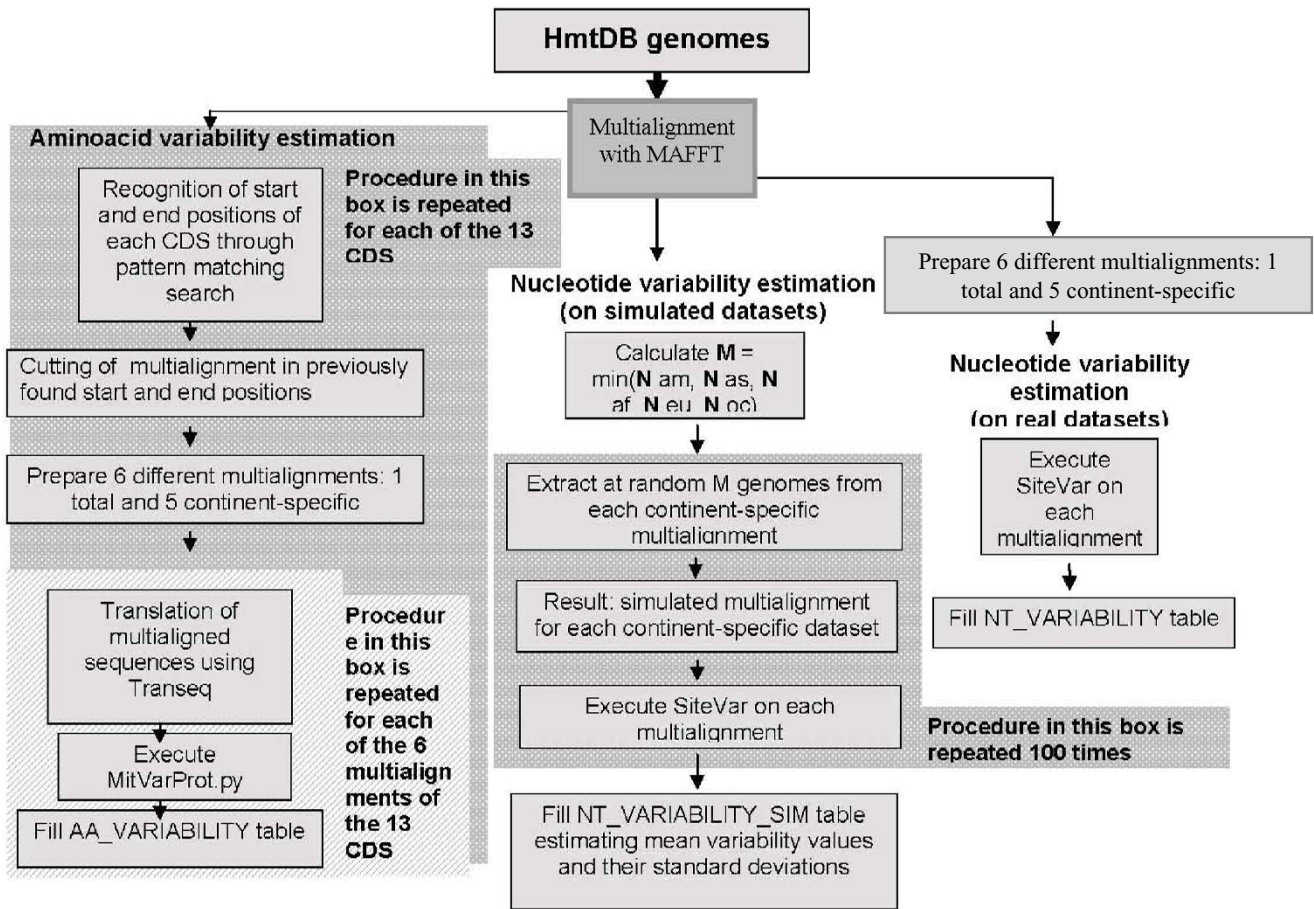 HmtDB genomes
Multialignment
with MAFFT
Aminoacid variability estimation
Recognition of start
and end positions of
each CDS through
pattern matching
search
Procedure in this
box is repeated
for each of the 13
CDS
Cutting of multialignment in previously
found start and end positions
Prepare 6 different multialignments: 1
total and 5 continent-specific
Translation of
multialigned
sequences using
Transeq
Execute
MitVarProt.py
Fill AA_VARIABILITY table
Procedur
e in this
box is
repeated
for each
of the 6
multialign
ments of
the 13
CDS
Nucleotide variability estimation
(on simulated datasets)
Calculate M =
min(N am, N as, N
af, N eu, N oc)
Extract at random M genomes from
each continent-specific
multialignment
Result: simulated multialignment
for each continent-specific dataset
Execute SiteVar on each
multialignment
Procedure in this box is
repeated 100 times
Fill NT_VARIABILITY_SIM table
estimating mean variability values
and their standard deviations
Prepare 6 different multialignments: 1
total and 5 continent-specific
Nucleotide variability
estimation
(on real datasets)
Execute
SiteVar on
each
multialignment
Fill NT_VARIABILITY table